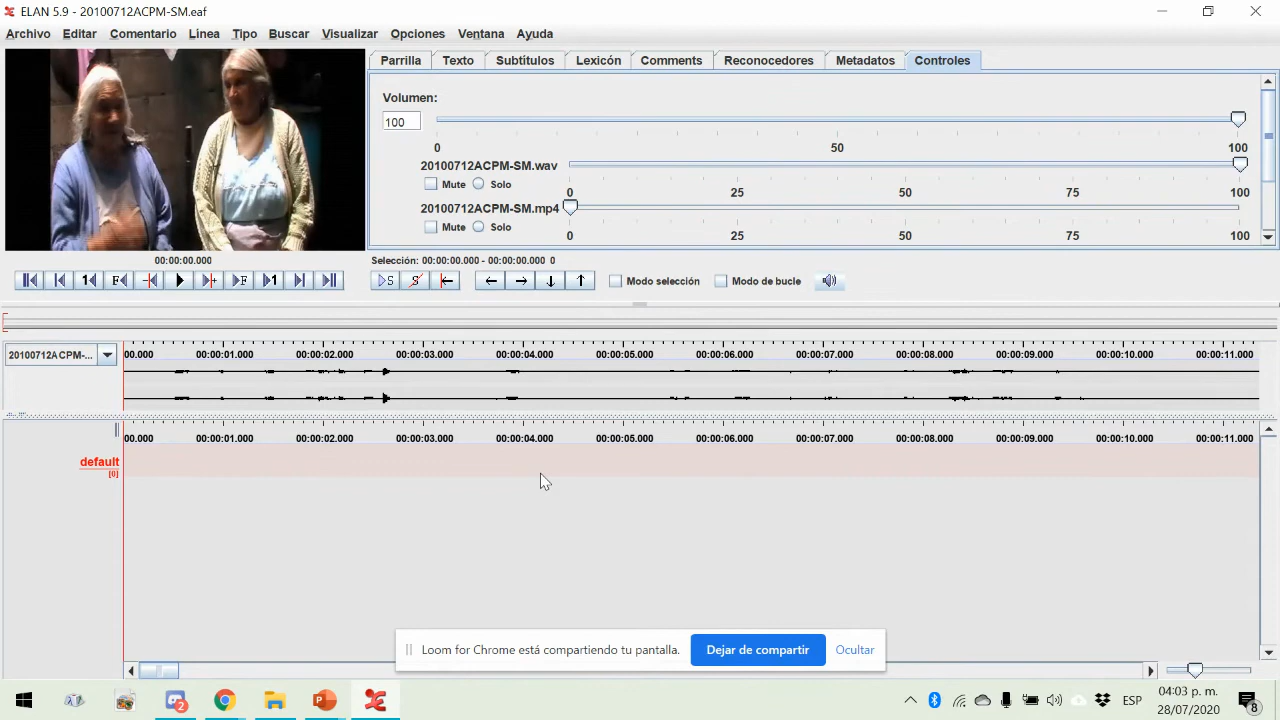 ELAN 5.9 - 20100712ACPM-SM.eaf
Archivo Editar Comentario Línea Tipo Buscar Visualizar Opciones Ventana Ayuda
Parrilla Texto Subtítulos Lexicón Comments Reconocedores Metadatos Controles
Volumen:
100
0 50 100
20100712ACPM-SM.wav
Mute Solo 0 25 50 75 100
20100712ACPM-SM.mp4
Mute Solo 0 25 50 75 100
00:00:00.000 Selección: 00:00:00.000 - 00:00:00.000 0
Modo selección Modo de bucle
20100712ACPM-... 00.000 00:00:01.000 00:00:02.000 00:00:03.000 00:00:04.000 00:00:05.000 00:00:06.000 00:00:07.000 00:00:08.000 00:00:09.000 00:00:10.000 00:00:11.000
00.000 00:00:01.000 00:00:02.000 00:00:03.000 00:00:04.000 00:00:05.000 00:00:06.000 00:00:07.000 00:00:08.000 00:00:09.000 00:00:10.000 00:00:11.000
default
[0]
Loom for Chrome está compartiendo tu pantalla. Dejar de compartir Ocultar
ESP 04:03 p. m.
28/07/2020 8